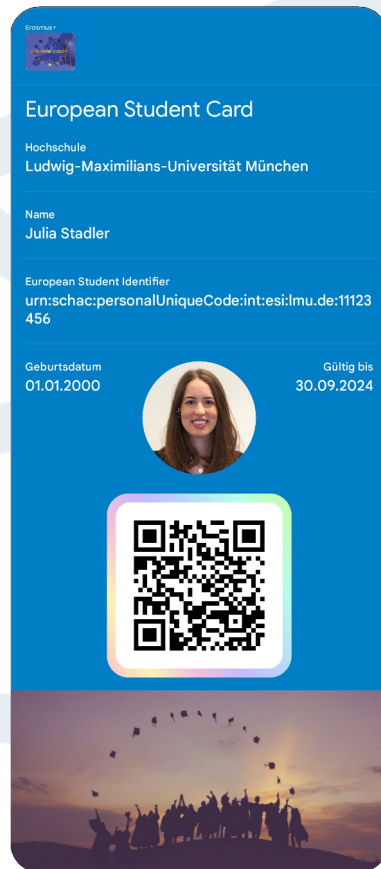 Erasmus+
European Student Card
Hochschule
Ludwig-Maximilians-Universität München
Name
Julia Stadler
European Student Identifier
urn:schac:personalUniqueCode:int:esi:lmu.de:11123
456
Geburtsdatum
Gültig bis
01.01.2000
30.09.2024